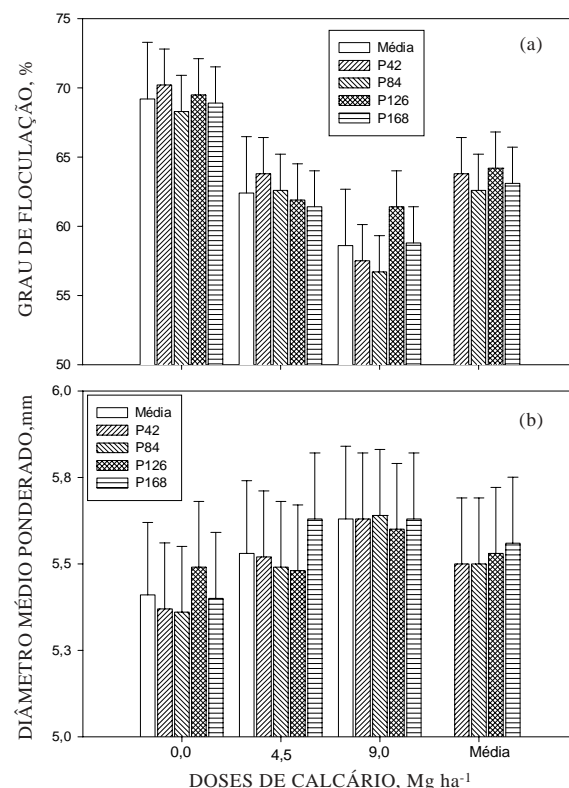 GRAU DE FLOCULAÇÃO, %
75
70
65
60
55
50
(a)
Média
P42
P84
P126
P168
DIÂMETRO MÉDIO PONDERADO,mm
6,0
5,8
5,5
5,3
5,0
(b)
Média
P42
P84
P126
P168
0,0 4,5 9,0 Média
DOSES DE CALCÁRIO, Mg ha-1